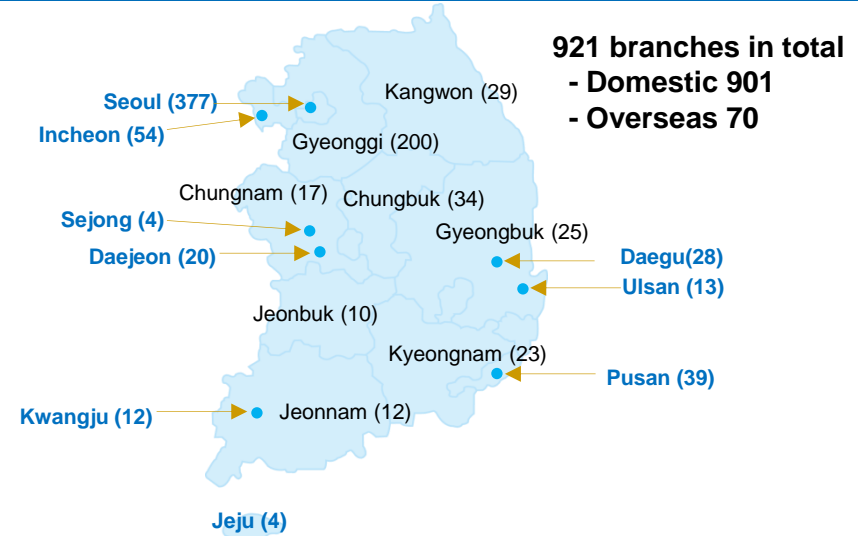 921 branches in total
- Domestic 901
- Overseas 70
Kangwon (29)
Seoul (377)
Incheon (54)
Gyeonggi (200)
Chungnam (17)
Chungbuk (34)
Sejong (4)
Gyeongbuk (25)
Daejeon (20)
Daegu(28)
Ulsan (13)
Jeonbuk (10)
Kyeongnam (23)
Pusan (39)
Kwangju (12)
Jeonnam (12)
Jeju (4)